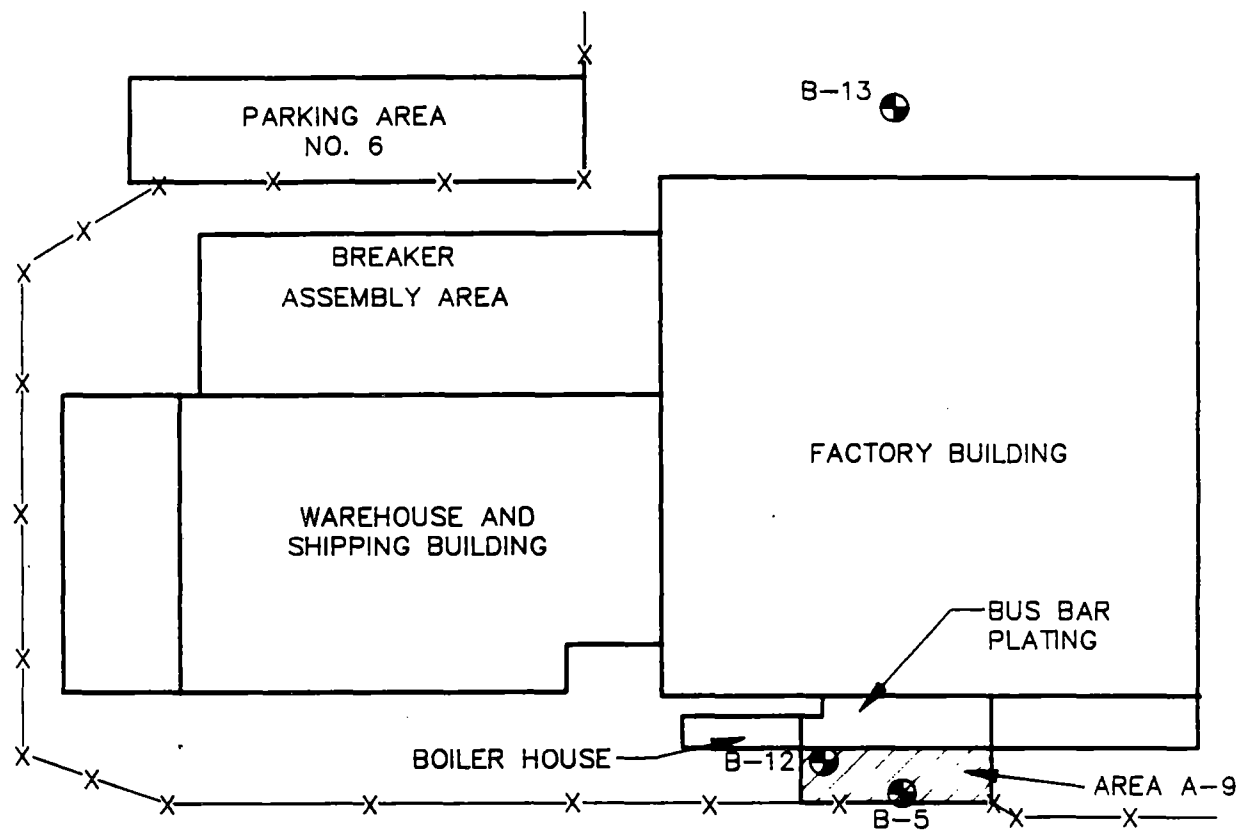 B-13
PARKING AREA
NO. 6
BREAKER
ASSEMBLY AREA
FACTORY BUILDING
WAREHOUSE AND
SHIPPING BUILDING
BUS BAR
PLATING
BOILER HOUSE
B-12
AREA A-9
B-5